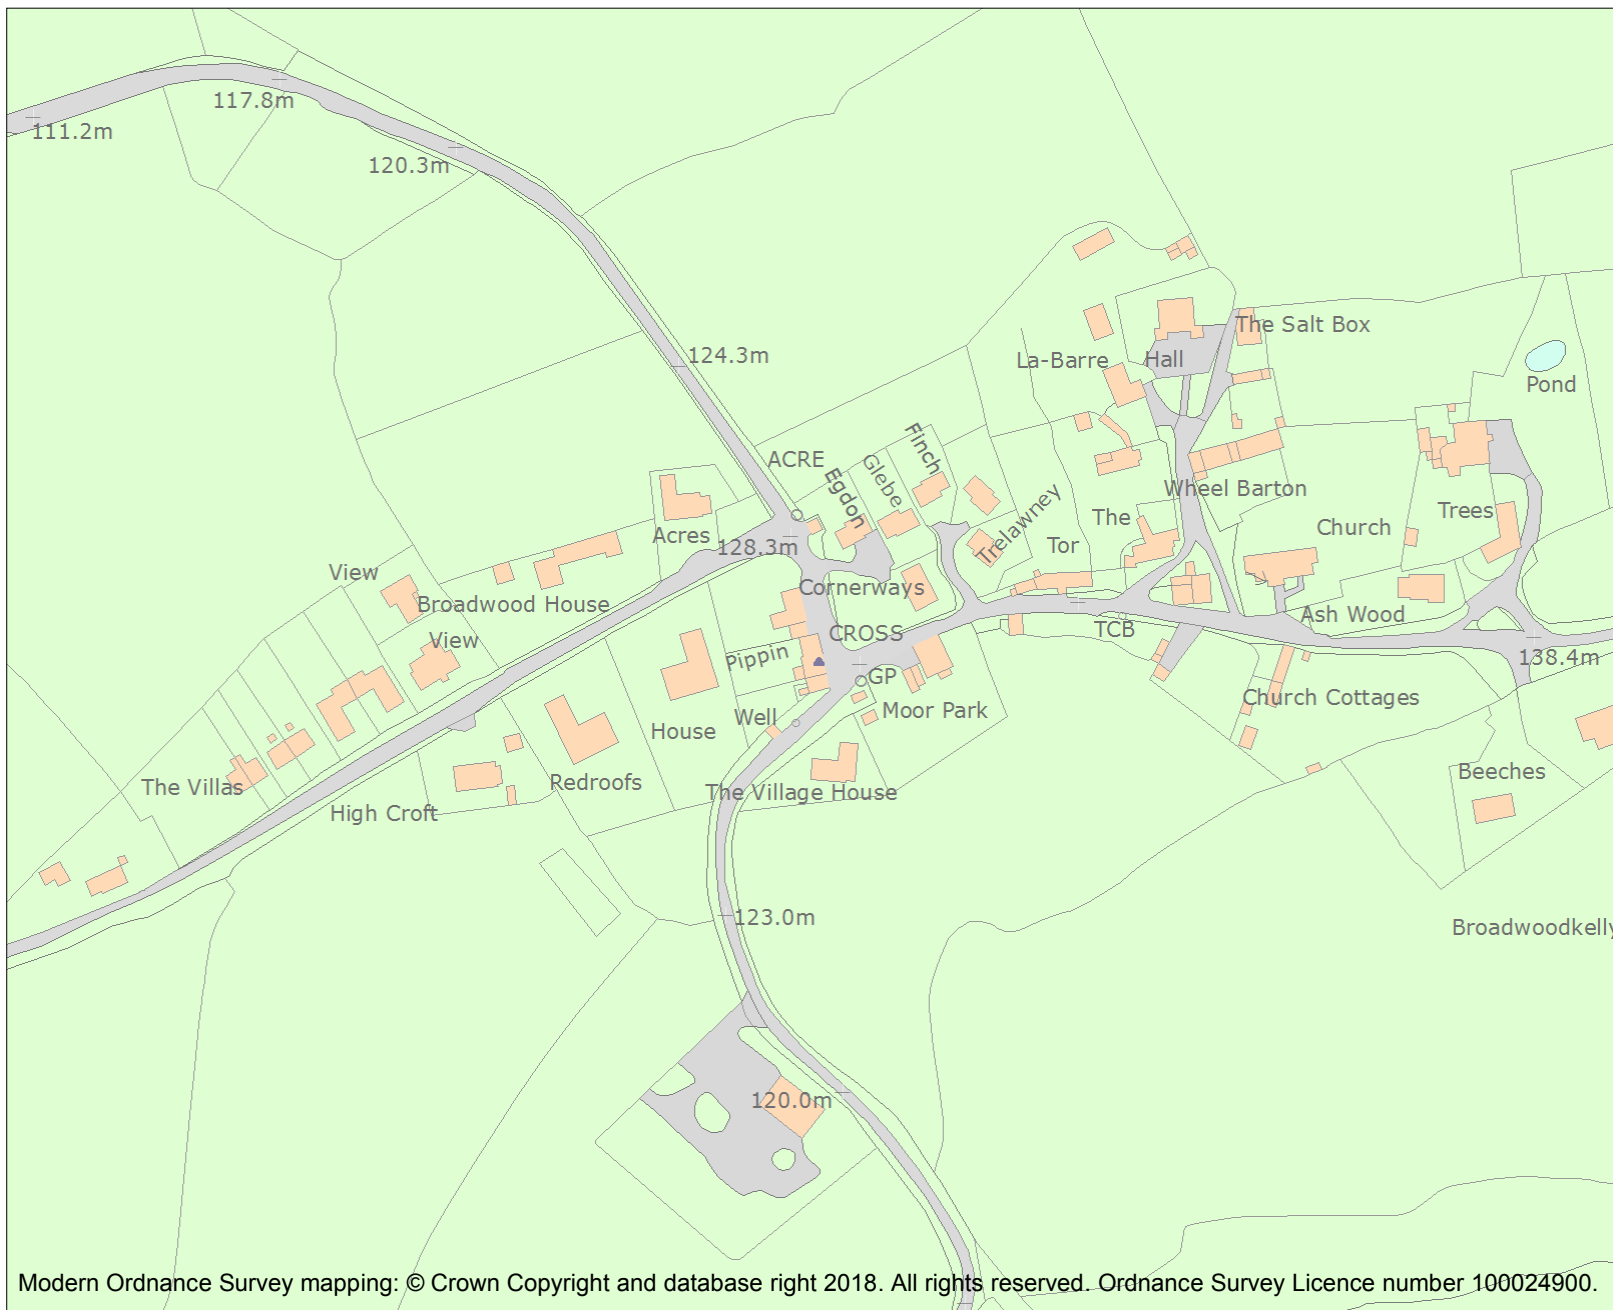 117.8m
111.2m
120.3m
The Salt Box
124.3m
La-Barre
Hall
Pond
ACRE
Finch
Glebe
Egdon
Wheel Barton
Trees
The
Church
Acres
128.3m
Trelawney
Tor
View
Cornerways
Broadwood House
Ash Wood
TCB
CROSS
View
Pippin
138.4m
GP
Church Cottages
Well
Moor Park
House
Beeches
The Villas
Redroofs
The Village House
High Croft
123.0m
Broadwoodkelly
120.0m
Modern Ordnance Survey mapping: © Crown Copyright and database right 2018. All rights reserved. Ordnance Survey Licence number 100024900.